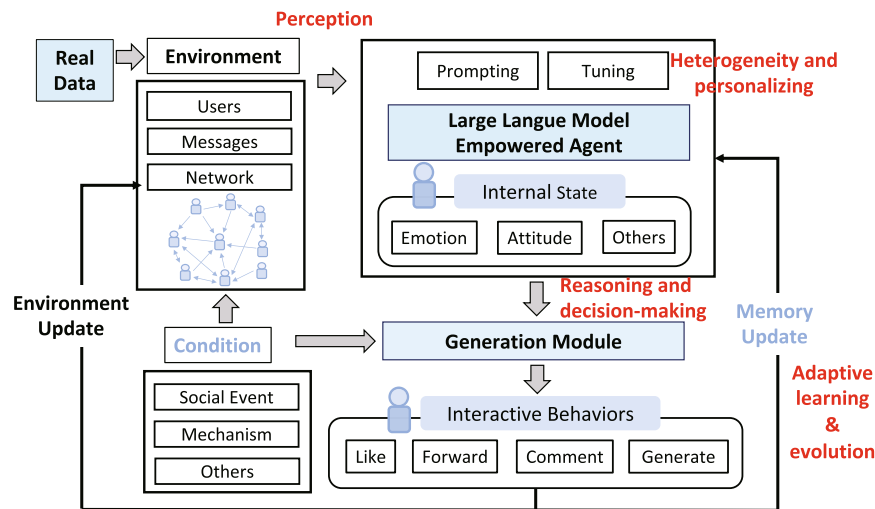 Perception
Real
Data
Environment
Users
Messages
Network
Prompting
Tuning
Heterogeneity and
personalizing
Large Langue Model
Empowered Agent
Internal State
Emotion
Attitude
Others
Environment
Update
Reasoning and
decision-making
Condition
Generation Module
Memory
Update
Social Event
Mechanism
Others
Interactive Behaviors
Like
Forward
Comment
Generate
Adaptive
learning
&
evolution